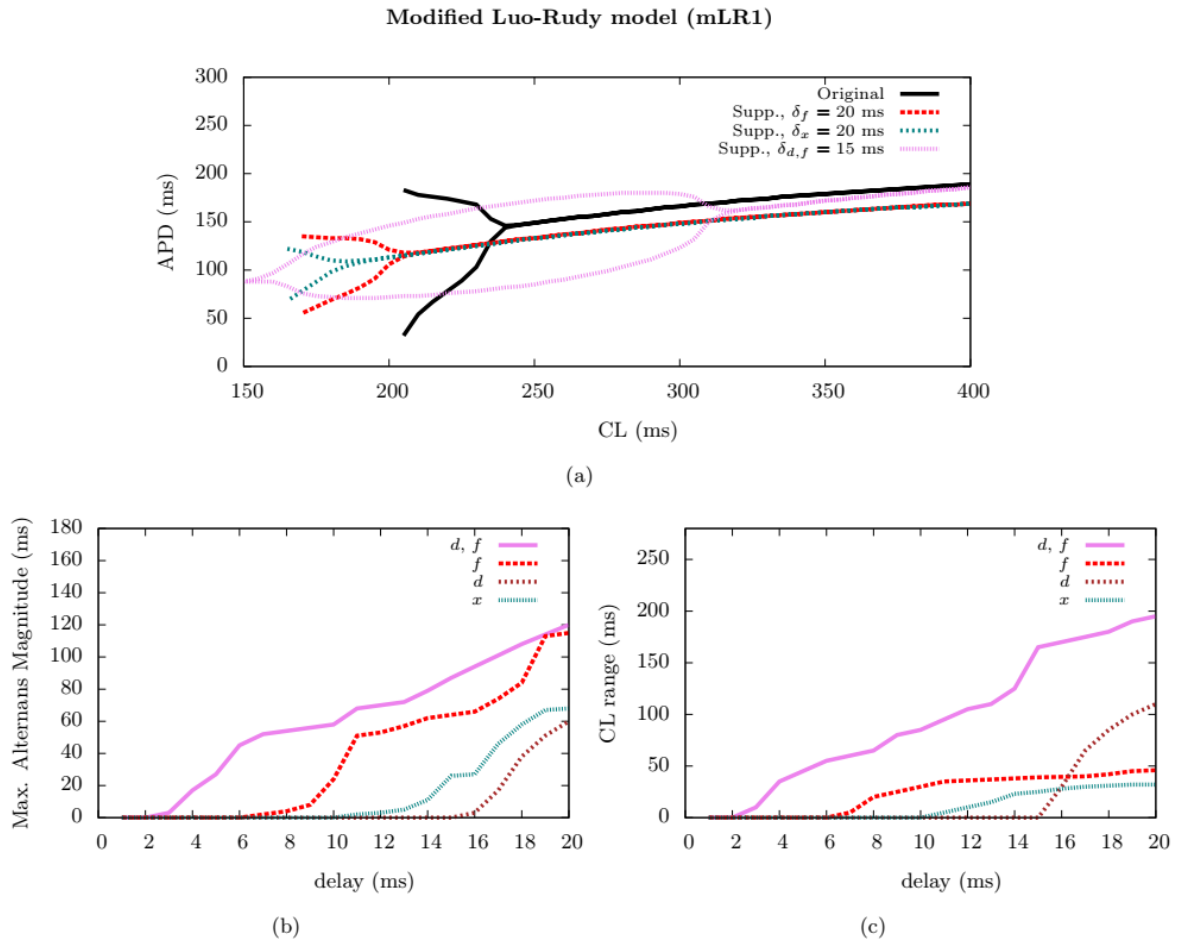 Modified Luo-Rudy model (mLR1)
300
250
200
150
100
50
0
APD (ms)
Original
Supp., δf = 20 ms
Supp., δx = 20 ms
Supp., δd,f = 15 ms
150 200 250 300 350 400
CL (ms)
(a)
180
160
140
120
100
80
60
40
20
0
Max. Alternans Magnitude (ms)
d, f
f
d
x
0 2 4 6 8 10 12 14 16 18 20
delay (ms)
(b)
250
200
150
100
50
0
CL range (ms)
d, f
f
d
x
0 2 4 6 8 10 12 14 16 18 20
delay (ms)
(c)